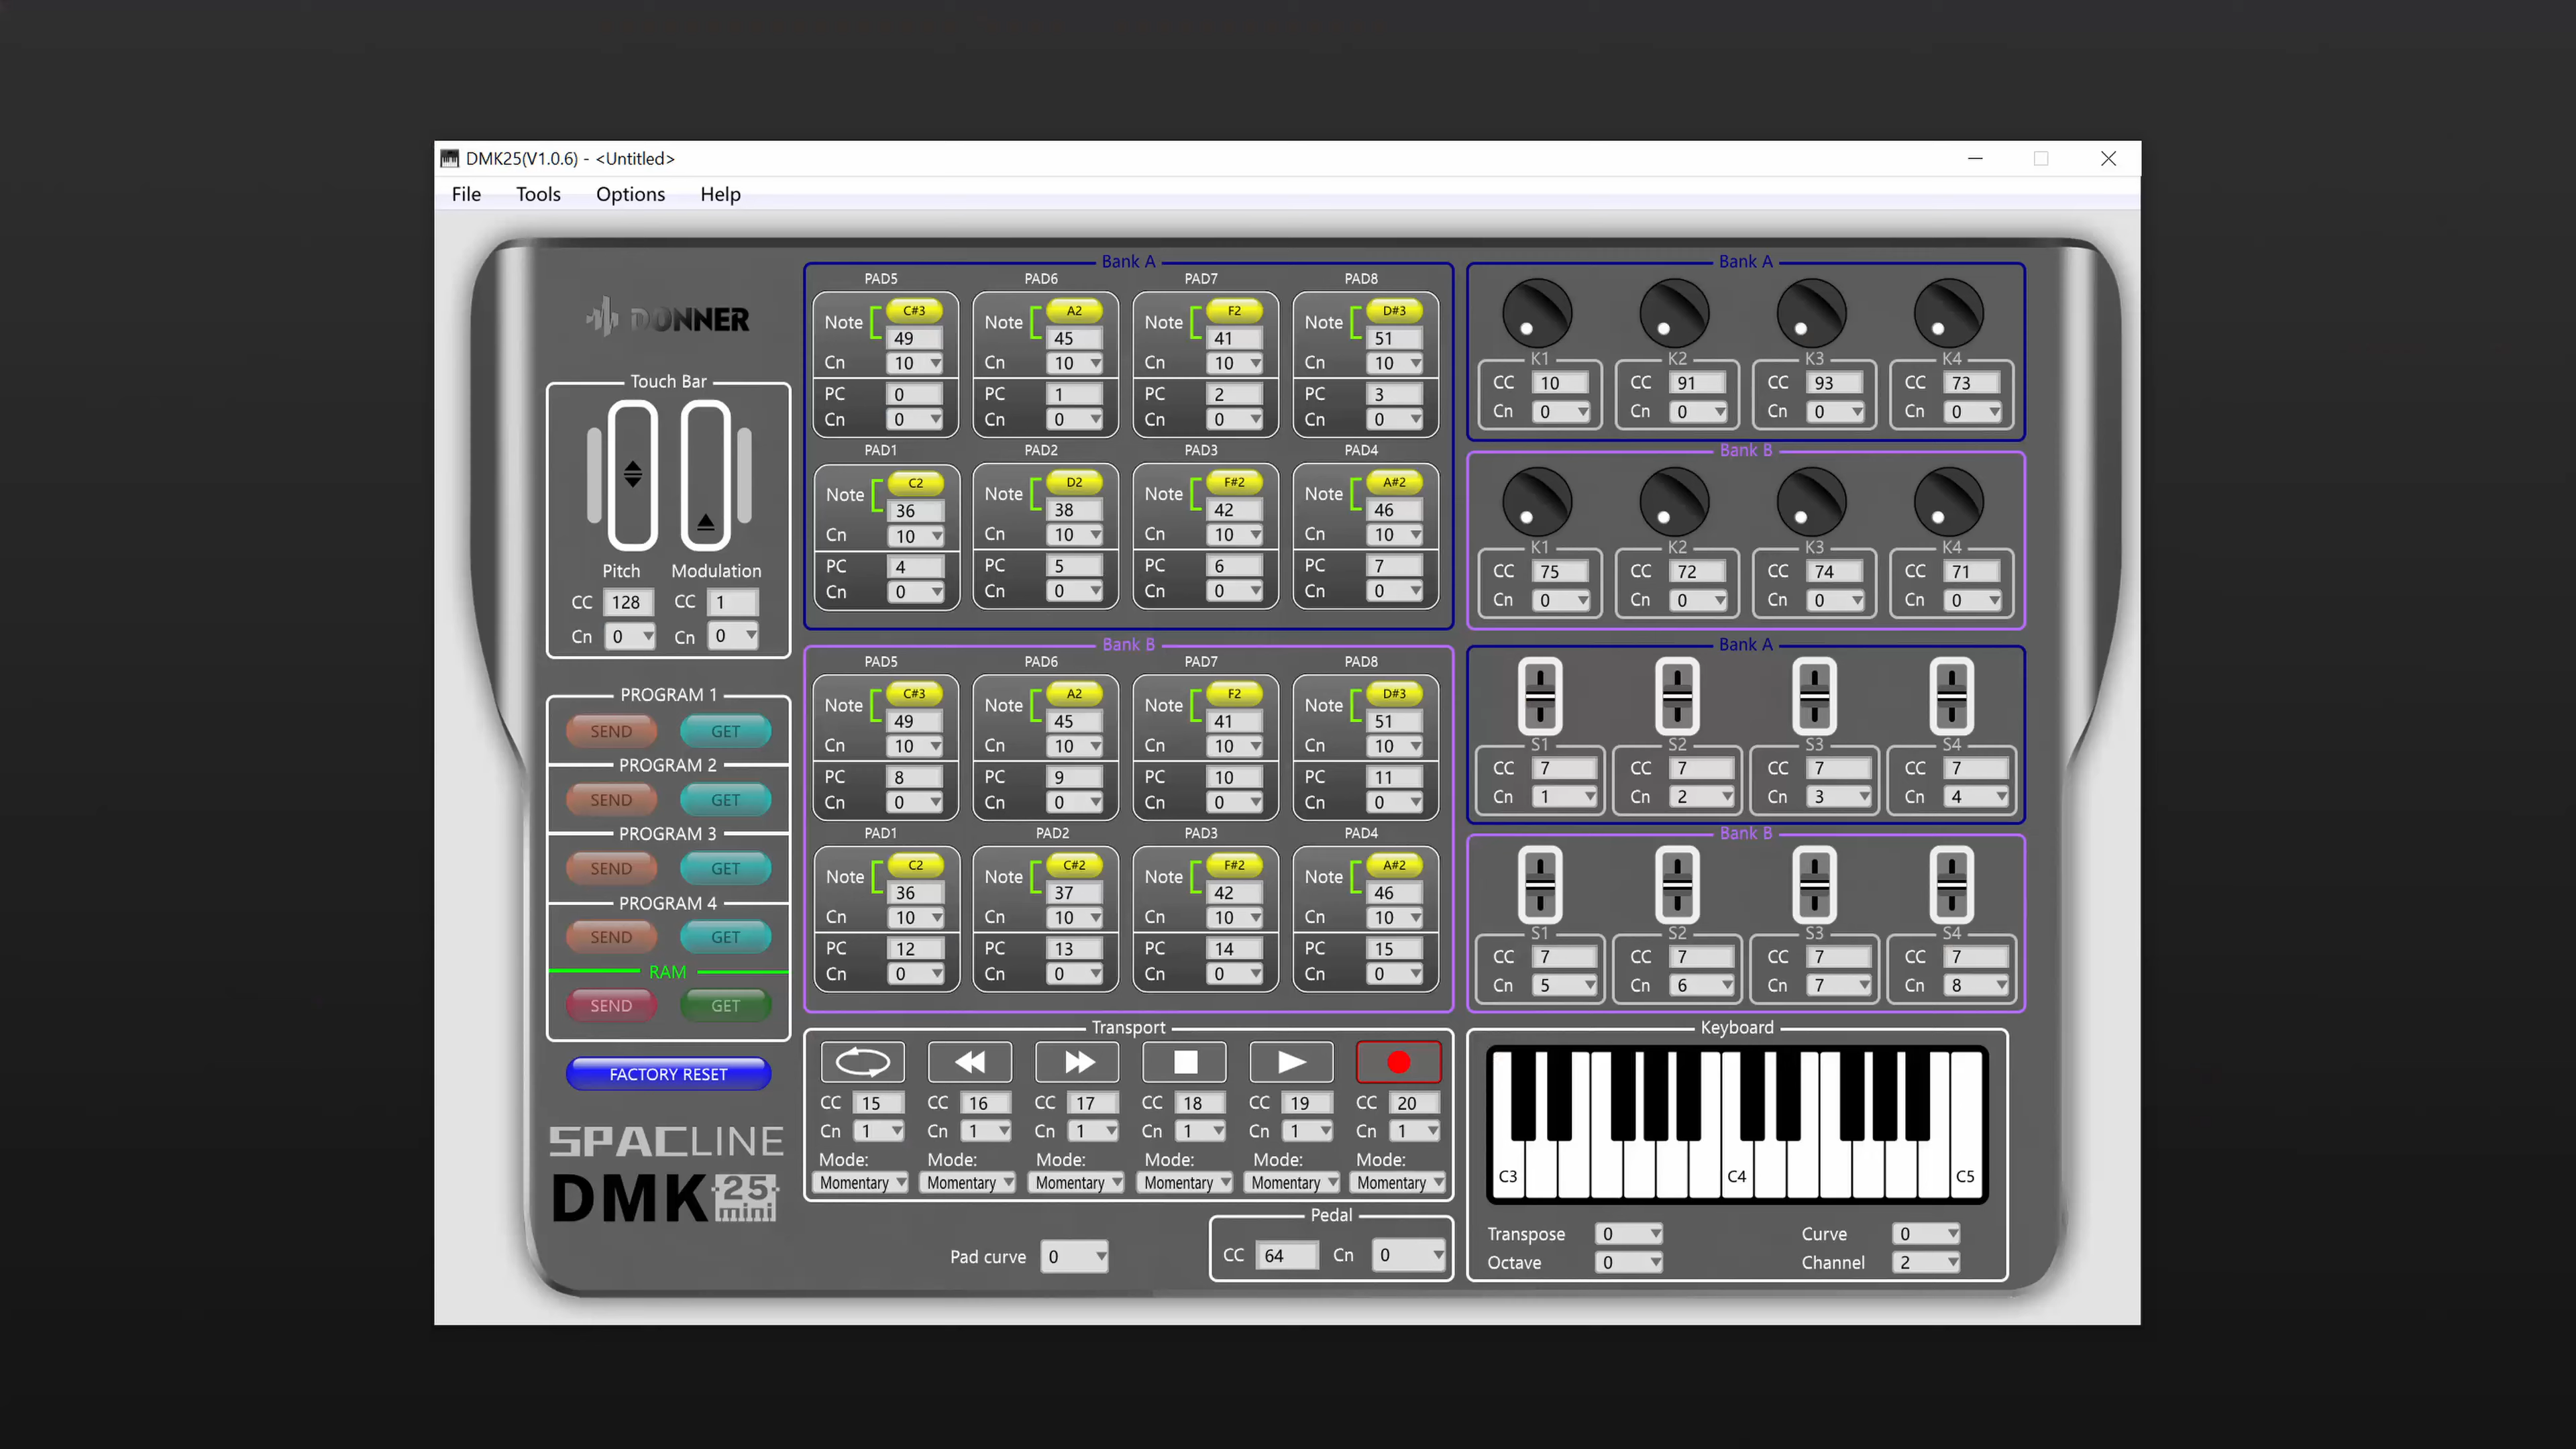 DMK25(V1.0.6) - <Untitled>
File Tools Options Help
DONNER
Touch Bar
Pitch Modulation
CC 128 CC 1
Cn 0 Cn 0
PROGRAM 1
SEND GET
PROGRAM 2
SEND GET
PROGRAM 3
SEND GET
PROGRAM 4
SEND GET
RAM
SEND GET
FACTORY RESET
SPACLINE
DMK 25 mini
Bank A
PAD5 PAD6 PAD7 PAD8
C#3 A2 F2 D#3
Note 49 Note 45 Note 41 Note 51
Cn 10 Cn 10 Cn 10 Cn 10
PC 0 PC 1 PC 2 PC 3
Cn 0 Cn 0 Cn 0 Cn 0
PAD1 PAD2 PAD3 PAD4
C2 D2 F#2 A#2
Note 36 Note 38 Note 42 Note 46
Cn 10 Cn 10 Cn 10 Cn 10
PC 4 PC 5 PC 6 PC 7
Cn 0 Cn 0 Cn 0 Cn 0
Bank B
PAD5 PAD6 PAD7 PAD8
C#3 A2 F2 D#3
Note 49 Note 45 Note 41 Note 51
Cn 10 Cn 10 Cn 10 Cn 10
PC 8 PC 9 PC 10 PC 11
Cn 0 Cn 0 Cn 0 Cn 0
PAD1 PAD2 PAD3 PAD4
C2 C#2 F#2 A#2
Note 36 Note 37 Note 42 Note 46
Cn 10 Cn 10 Cn 10 Cn 10
PC 12 PC 13 PC 14 PC 15
Cn 0 Cn 0 Cn 0 Cn 0
Transport
CC 15 CC 16 CC 17 CC 18 CC 19 CC 20
Cn 1 Cn 1 Cn 1 Cn 1 Cn 1 Cn 1
Mode: Mode: Mode: Mode: Mode: Mode:
Momentary Momentary Momentary Momentary Momentary Momentary
Pad curve 0
Pedal
CC 64 Cn 0
Bank A
K1 K2 K3 K4
CC 10 CC 91 CC 93 CC 73
Cn 0 Cn 0 Cn 0 Cn 0
Bank B
K1 K2 K3 K4
CC 75 CC 72 CC 74 CC 71
Cn 0 Cn 0 Cn 0 Cn 0
Bank A
S1 S2 S3 S4
CC 7 CC 7 CC 7 CC 7
Cn 1 Cn 2 Cn 3 Cn 4
Bank B
S1 S2 S3 S4
CC 7 CC 7 CC 7 CC 7
Cn 5 Cn 6 Cn 7 Cn 8
Keyboard
C3 C4 C5
Transpose 0 Curve 0
Octave 0 Channel 2